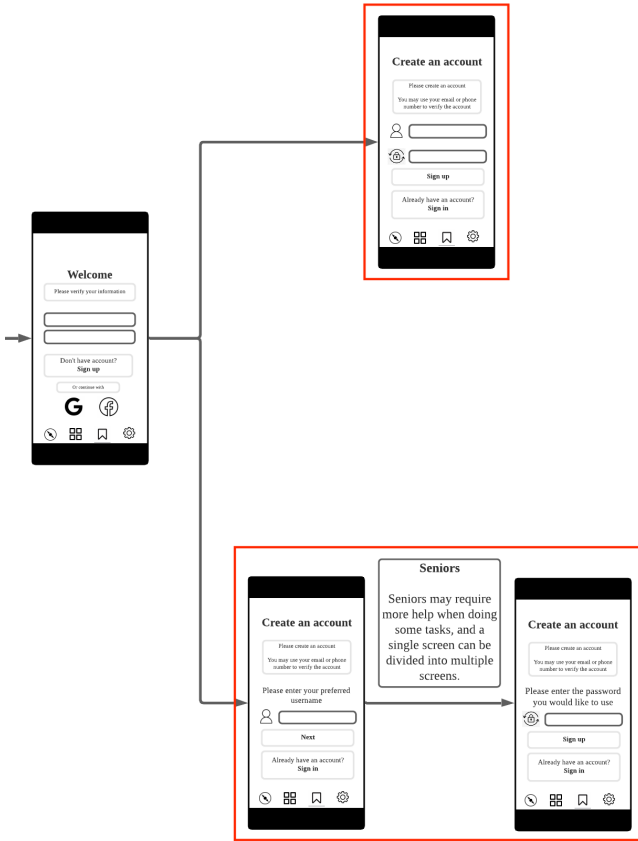 Create an account
Please create an account
You may use your email or phone
number to verify the account
Sign up
Already have an account?
Sign in
Welcome
Please verify your information
Don't have account?
Sign up
Or continue with
Seniors
Seniors may require
more help when doing
some tasks, and a
single screen can be
divided into multiple
screens.
Create an account
Please create an account
You may use your email or phone
number to verify the account
Please enter your preferred
username
Next
Already have an account?
Sign in
Create an account
Please create an account
You may use your email or phone
number to verify the account
Please enter the password
you would like to use
Sign up
Already have an account?
Sign in